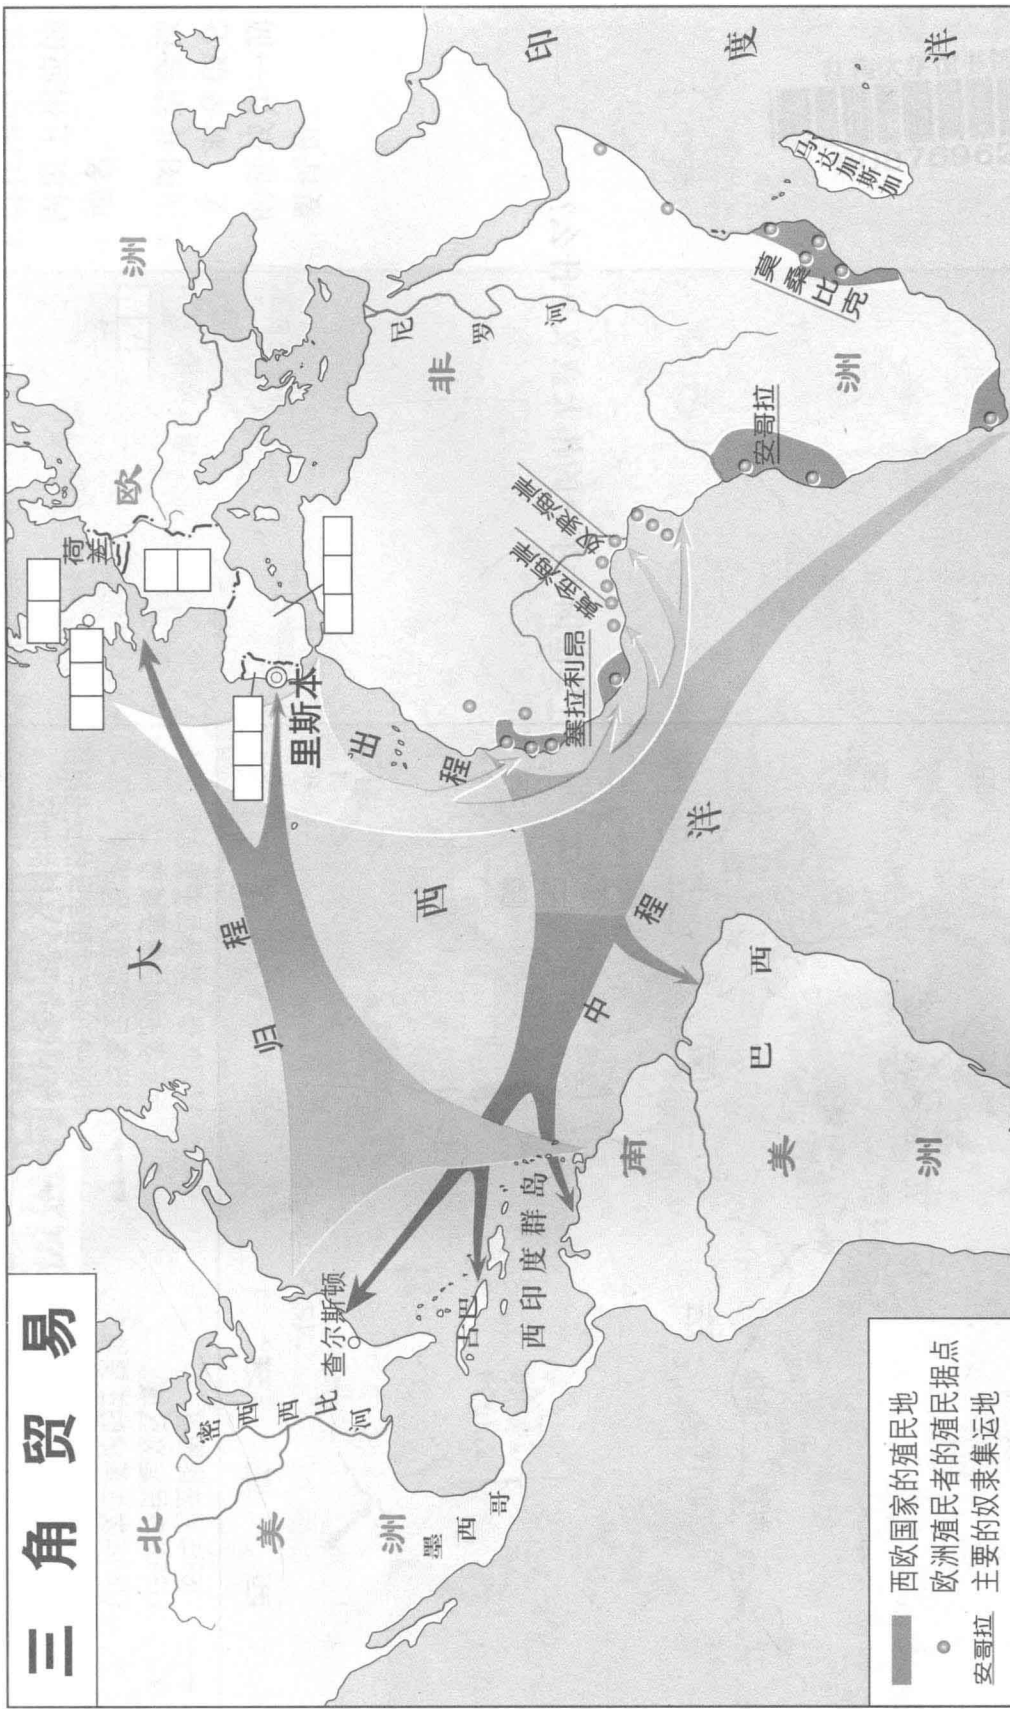 三角贸易
北美洲
密西西比河
墨西哥
查尔斯顿
古巴
西印度群岛
南美洲
巴西
大西洋
归程
中程
出程
里斯本
荷兰
欧洲
非洲
尼罗河
塞拉利昂
黄金海岸
奴隶海岸
安哥拉
莫桑比克
马达加斯加
印度洋
西欧国家的殖民地
欧洲殖民者的殖民据点
安哥拉 主要的奴隶集运地